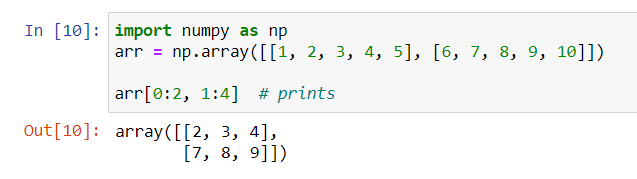 In [10]: import numpy as np
arr = np.array([[1, 2, 3, 4, 5], [6, 7, 8, 9, 10]])
arr[0:2, 1:4]  # prints
Out[10]: array([[2, 3, 4],
[7, 8, 9]])